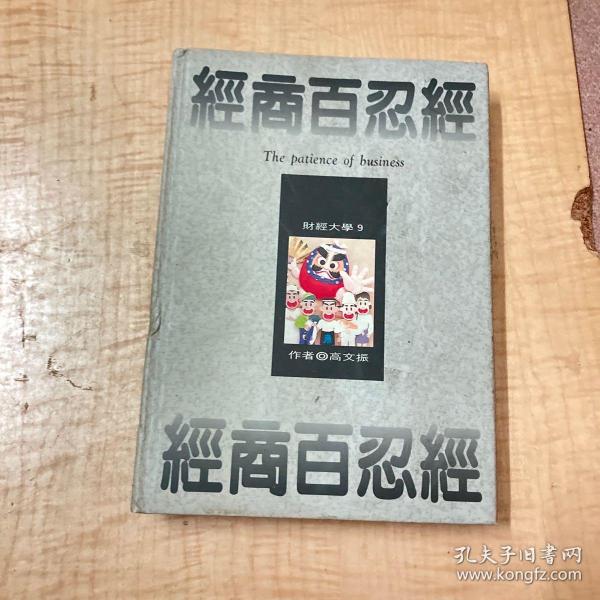 經商百忍經
The patience of business
財經大學 9
作者◎高文振
經商百忍經
孔夫子旧书网
www.kongfz.com